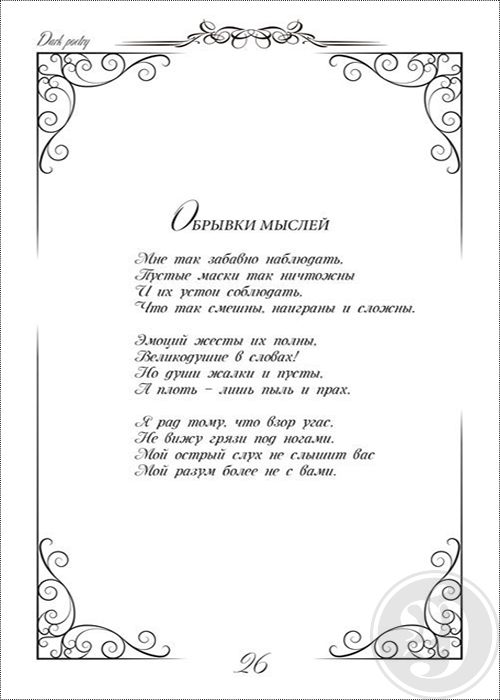 Dark poetry
Обрывки мыслей
Мне так забавно наблюдать,
Пустые маски так ничтожны
И их устои соблюдать,
Что так смешны, наиграны и сложны.
Эмоций жесты их полны,
Великодушие в словах!
Но души жалки и пусты,
А плоть – лишь пыль и прах.
Я рад тому, что взор угас,
Не вижу грязи под ногами.
Мой острый слух не слышит вас
Мой разум более не с вами.
26